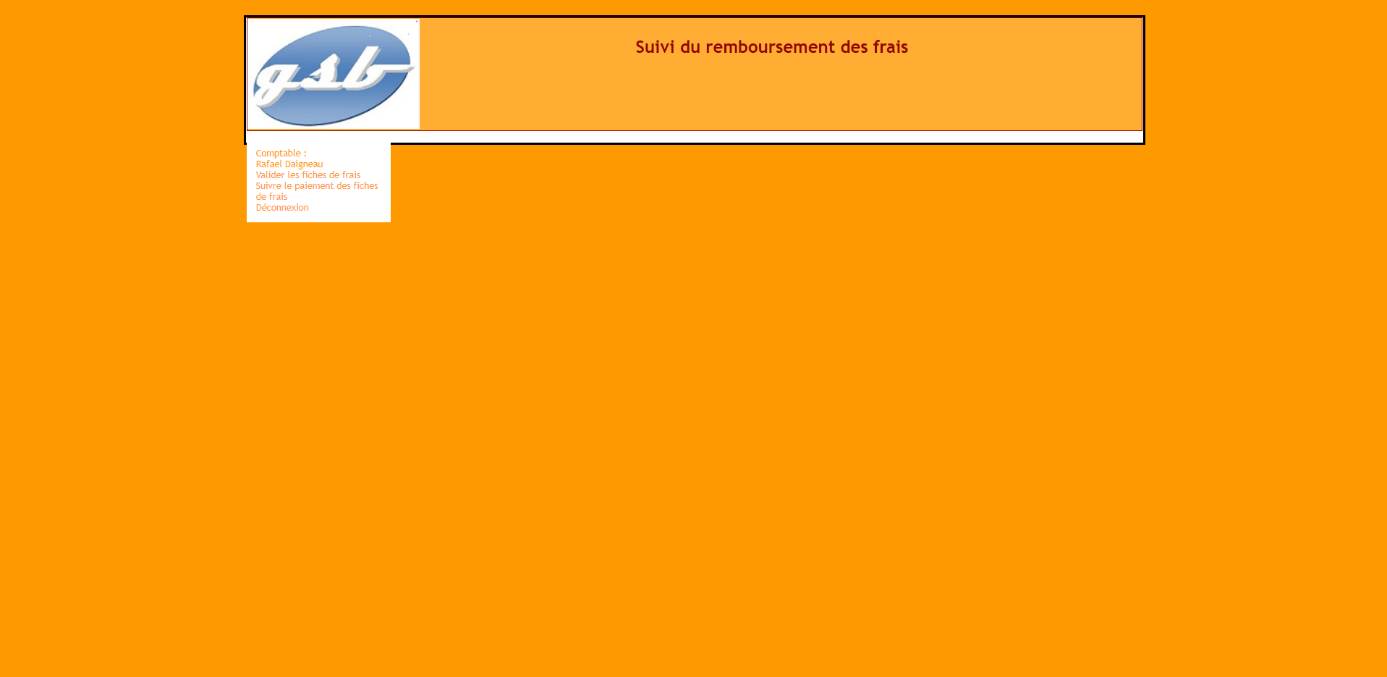 gsb
Suivi du remboursement des frais
Comptable :
Rafael Daigneau
Valider les fiches de frais
Suivre le paiement des fiches
de frais
Déconnexion